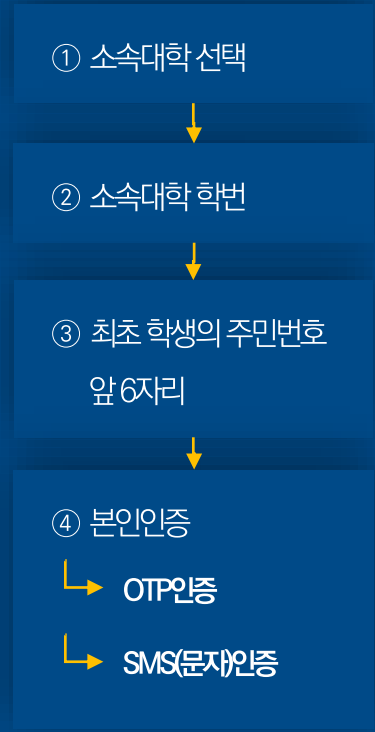 ① 소속대학 선택
② 소속대학 학번
③ 최초 학생의 주민번호
앞 6자리
④ 본인인증
OTP인증
SMS(문자)인증